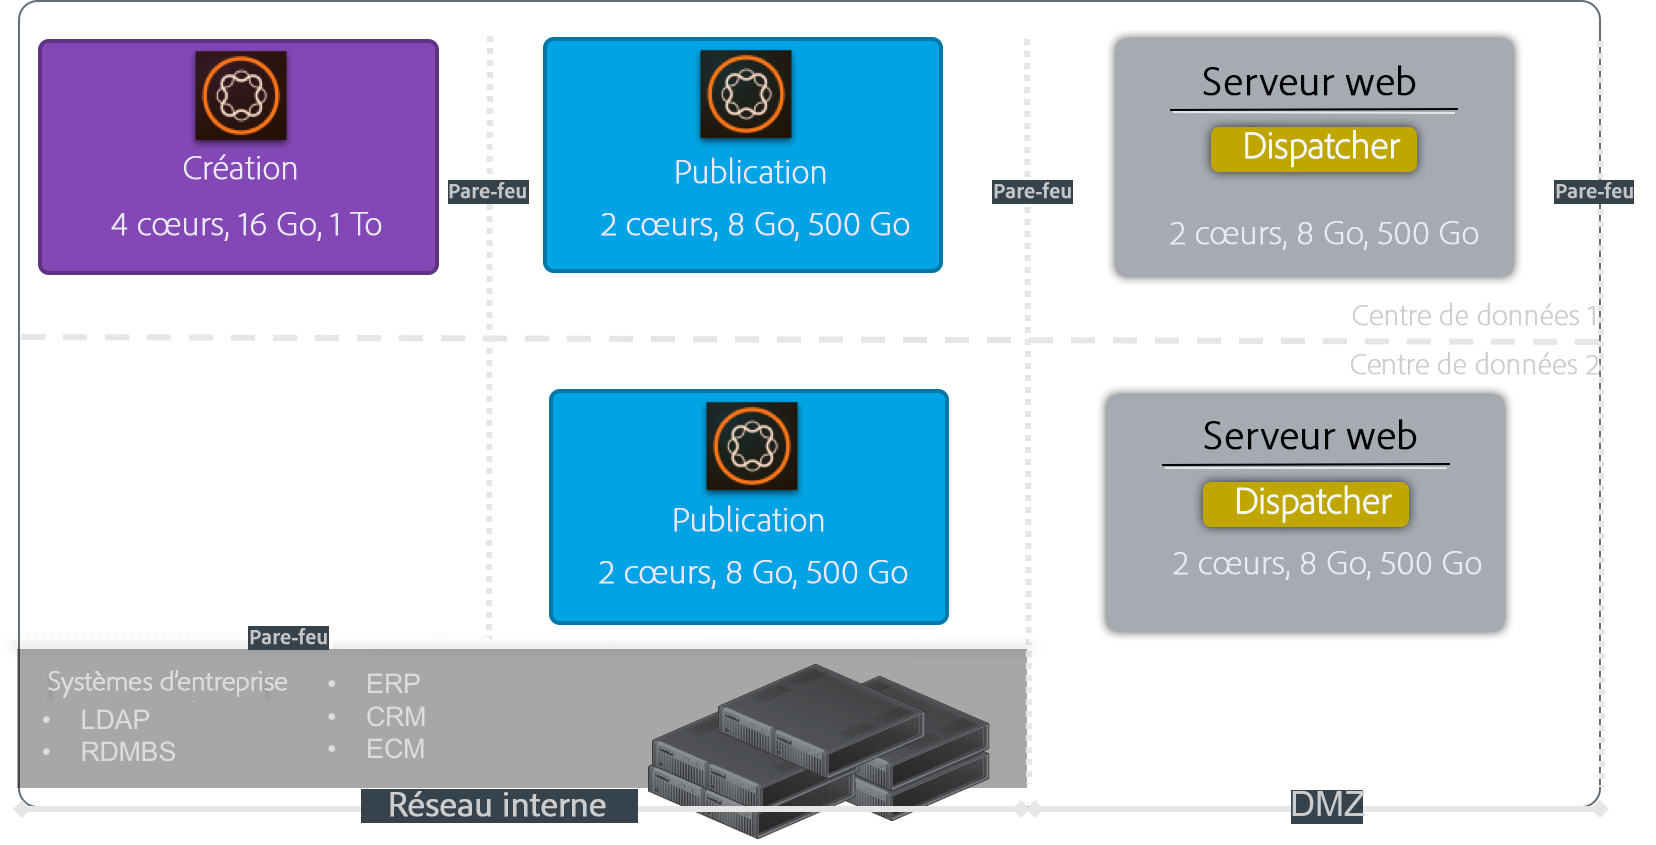 Création
4 cœurs, 16 Go, 1 To
Pare-feu
Publication
2 cœurs, 8 Go, 500 Go
Pare-feu
Serveur web
Dispatcher
2 cœurs, 8 Go, 500 Go
Pare-feu
Centre de données 1
Centre de données 2
Publication
2 cœurs, 8 Go, 500 Go
Serveur web
Dispatcher
2 cœurs, 8 Go, 500 Go
Pare-feu
Systèmes d'entreprise
• LDAP
• RDMBS
• ERP
• CRM
• ECM
Réseau interne
DMZ